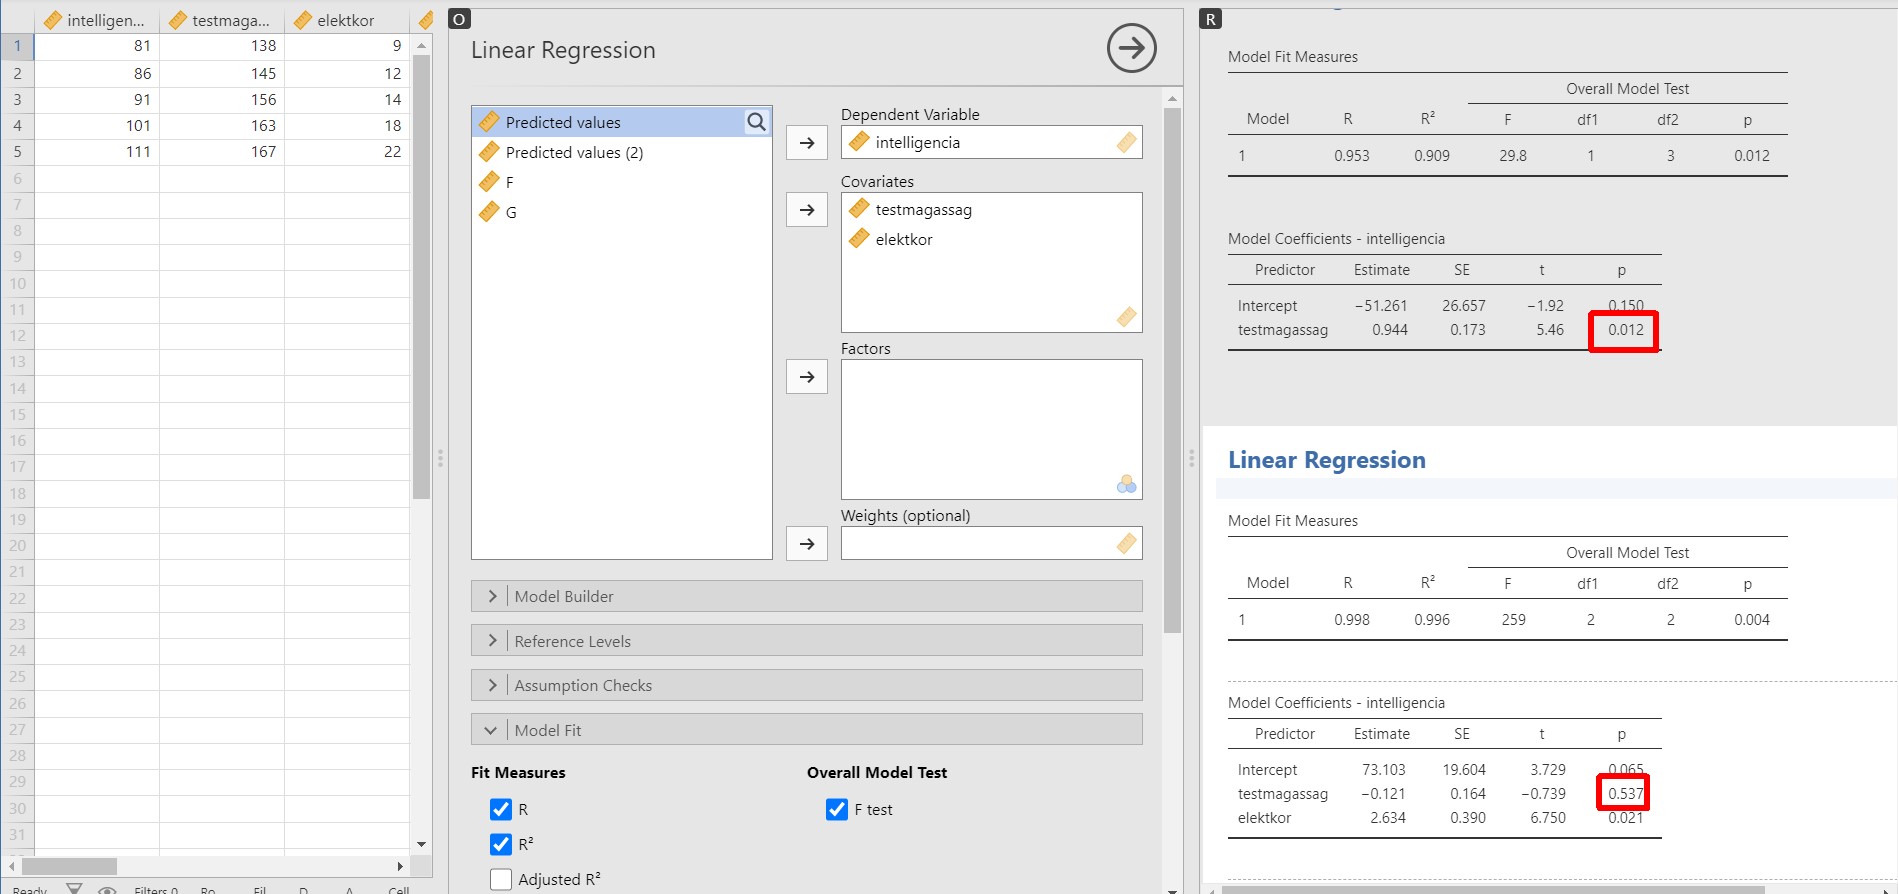 intelligen... testmaga... elektkor
1 81 138 9
2 86 145 12
3 91 156 14
4 101 163 18
5 111 167 22
6
7
8
9
10
11
12
13
14
15
16
17
18
19
20
21
22
23
24
25
26
27
28
29
30
31
Ready Filters 0 Ro Fil D A Cell
O
Linear Regression
Predicted values
Predicted values (2)
F
G
Dependent Variable
intelligencia
Covariates
testmagassag
elektkor
Factors
Weights (optional)
Model Builder
Reference Levels
Assumption Checks
Model Fit
Fit Measures
R
R²
Adjusted R²
Overall Model Test
F test
R
Model Fit Measures
Overall Model Test
Model R R² F df1 df2 p
1 0.953 0.909 29.8 1 3 0.012
Model Coefficients - intelligencia
Predictor Estimate SE t p
Intercept −51.261 26.657 −1.92 0.150
testmagassag 0.944 0.173 5.46 0.012
Linear Regression
Model Fit Measures
Overall Model Test
Model R R² F df1 df2 p
1 0.998 0.996 259 2 2 0.004
Model Coefficients - intelligencia
Predictor Estimate SE t p
Intercept 73.103 19.604 3.729 0.065
testmagassag −0.121 0.164 −0.739 0.537
elektkor 2.634 0.390 6.750 0.021